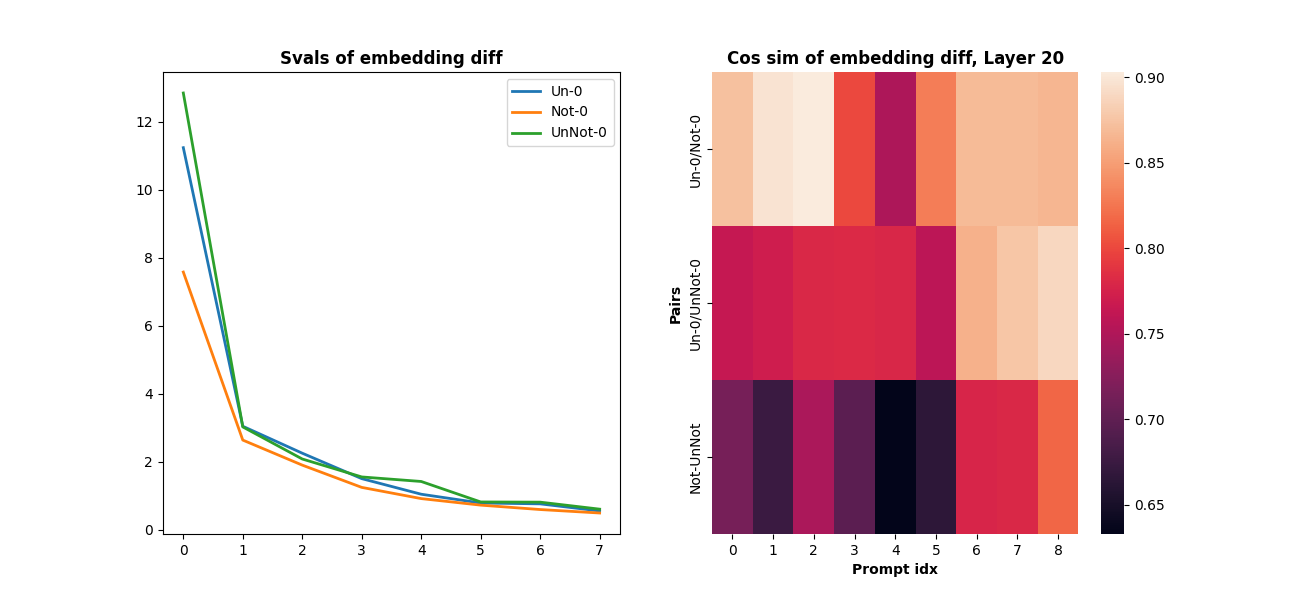 Svals of embedding diff
Un-0
Not-0
UnNot-0
12
10
8
6
4
2
0
0 1 2 3 4 5 6 7
Cos sim of embedding diff, Layer 20
Pairs
Un-0/Not-0
Un-0/UnNot-0
Not-UnNot
0 1 2 3 4 5 6 7 8
Prompt idx
0.90
0.85
0.80
0.75
0.70
0.65